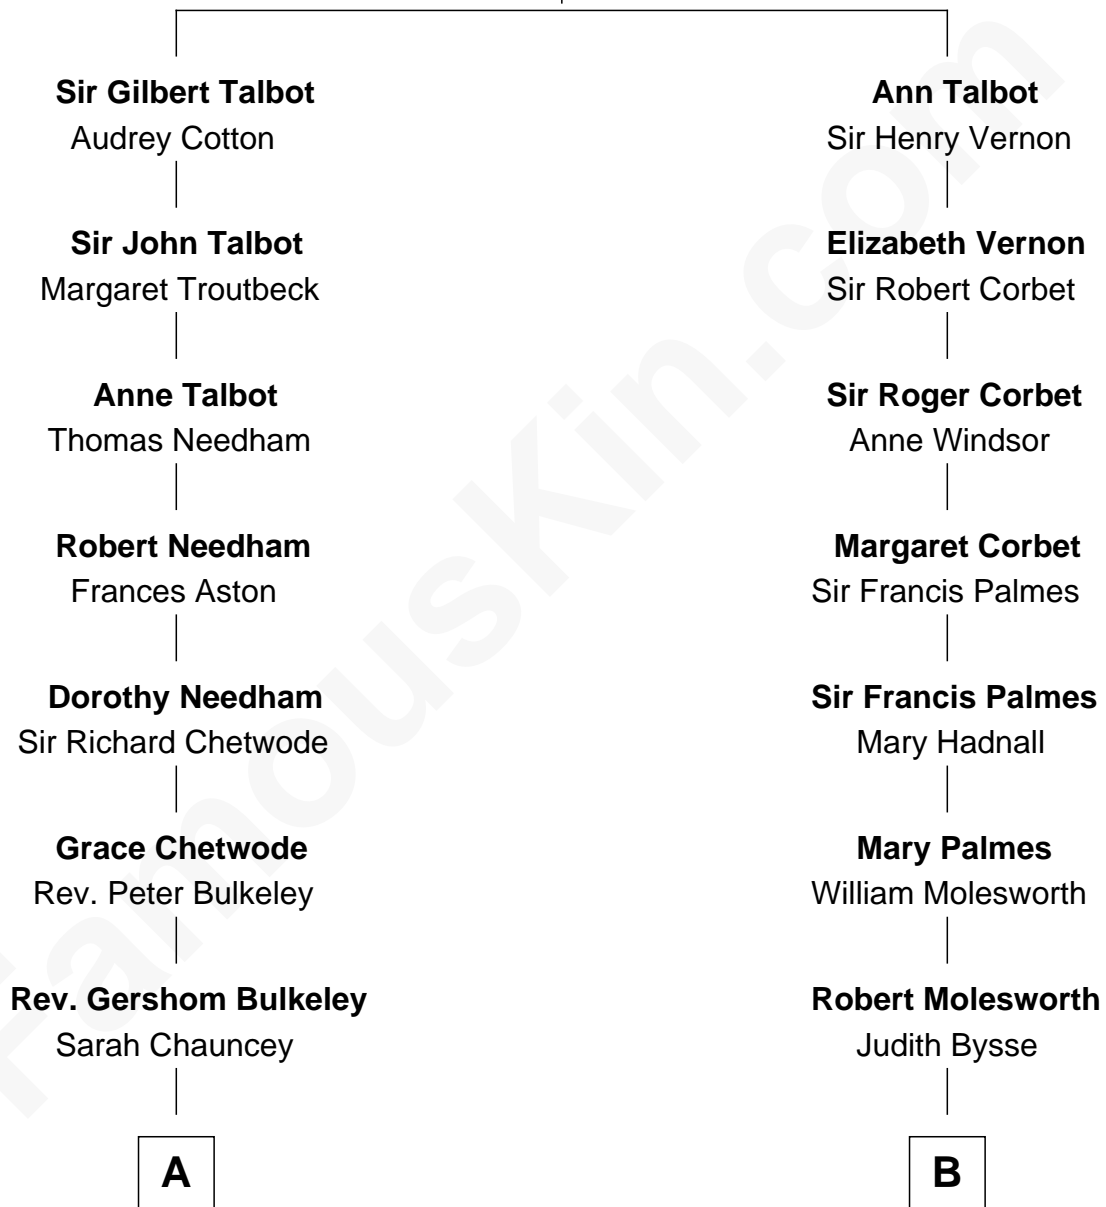 Sir Gilbert Talbot
Audrey Cotton
Sir John Talbot
Margaret Troutbeck
Anne Talbot
Thomas Needham
Robert Needham
Frances Aston
Dorothy Needham
Sir Richard Chetwode
Grace Chetwode
Rev. Peter Bulkeley
Rev. Gershom Bulkeley
Sarah Chauncey
A
Ann Talbot
Sir Henry Vernon
Elizabeth Vernon
Sir Robert Corbet
Sir Roger Corbet
Anne Windsor
Margaret Corbet
Sir Francis Palmes
Sir Francis Palmes
Mary Hadnall
Mary Palmes
William Molesworth
Robert Molesworth
Judith Bysse
B
FamousKin.com